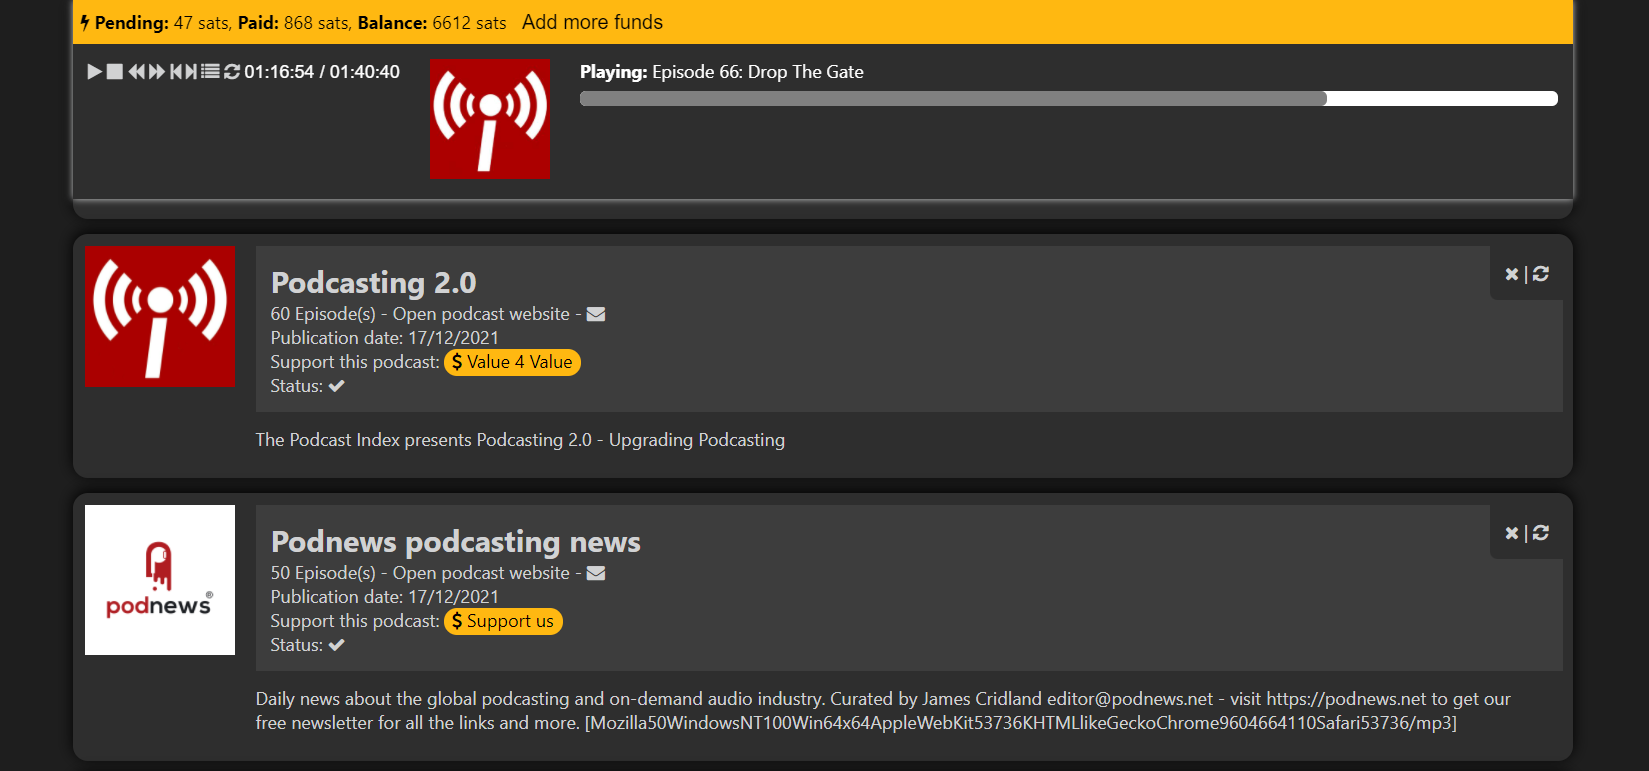 Pending: 47 sats, Paid: 868 sats, Balance: 6612 sats Add more funds
01:16:54 / 01:40:40
Playing: Episode 66: Drop The Gate
Podcasting 2.0
60 Episode(s) - Open podcast website -
Publication date: 17/12/2021
Support this podcast: $ Value 4 Value
Status:
The Podcast Index presents Podcasting 2.0 - Upgrading Podcasting
podnews®
Podnews podcasting news
50 Episode(s) - Open podcast website -
Publication date: 17/12/2021
Support this podcast: $ Support us
Status:
Daily news about the global podcasting and on-demand audio industry. Curated by James Cridland editor@podnews.net - visit https://podnews.net to get our
free newsletter for all the links and more. [Mozilla50WindowsNT100Win64x64AppleWebKit53736KHTMLlikeGeckoChrome9604664110Safari53736/mp3]